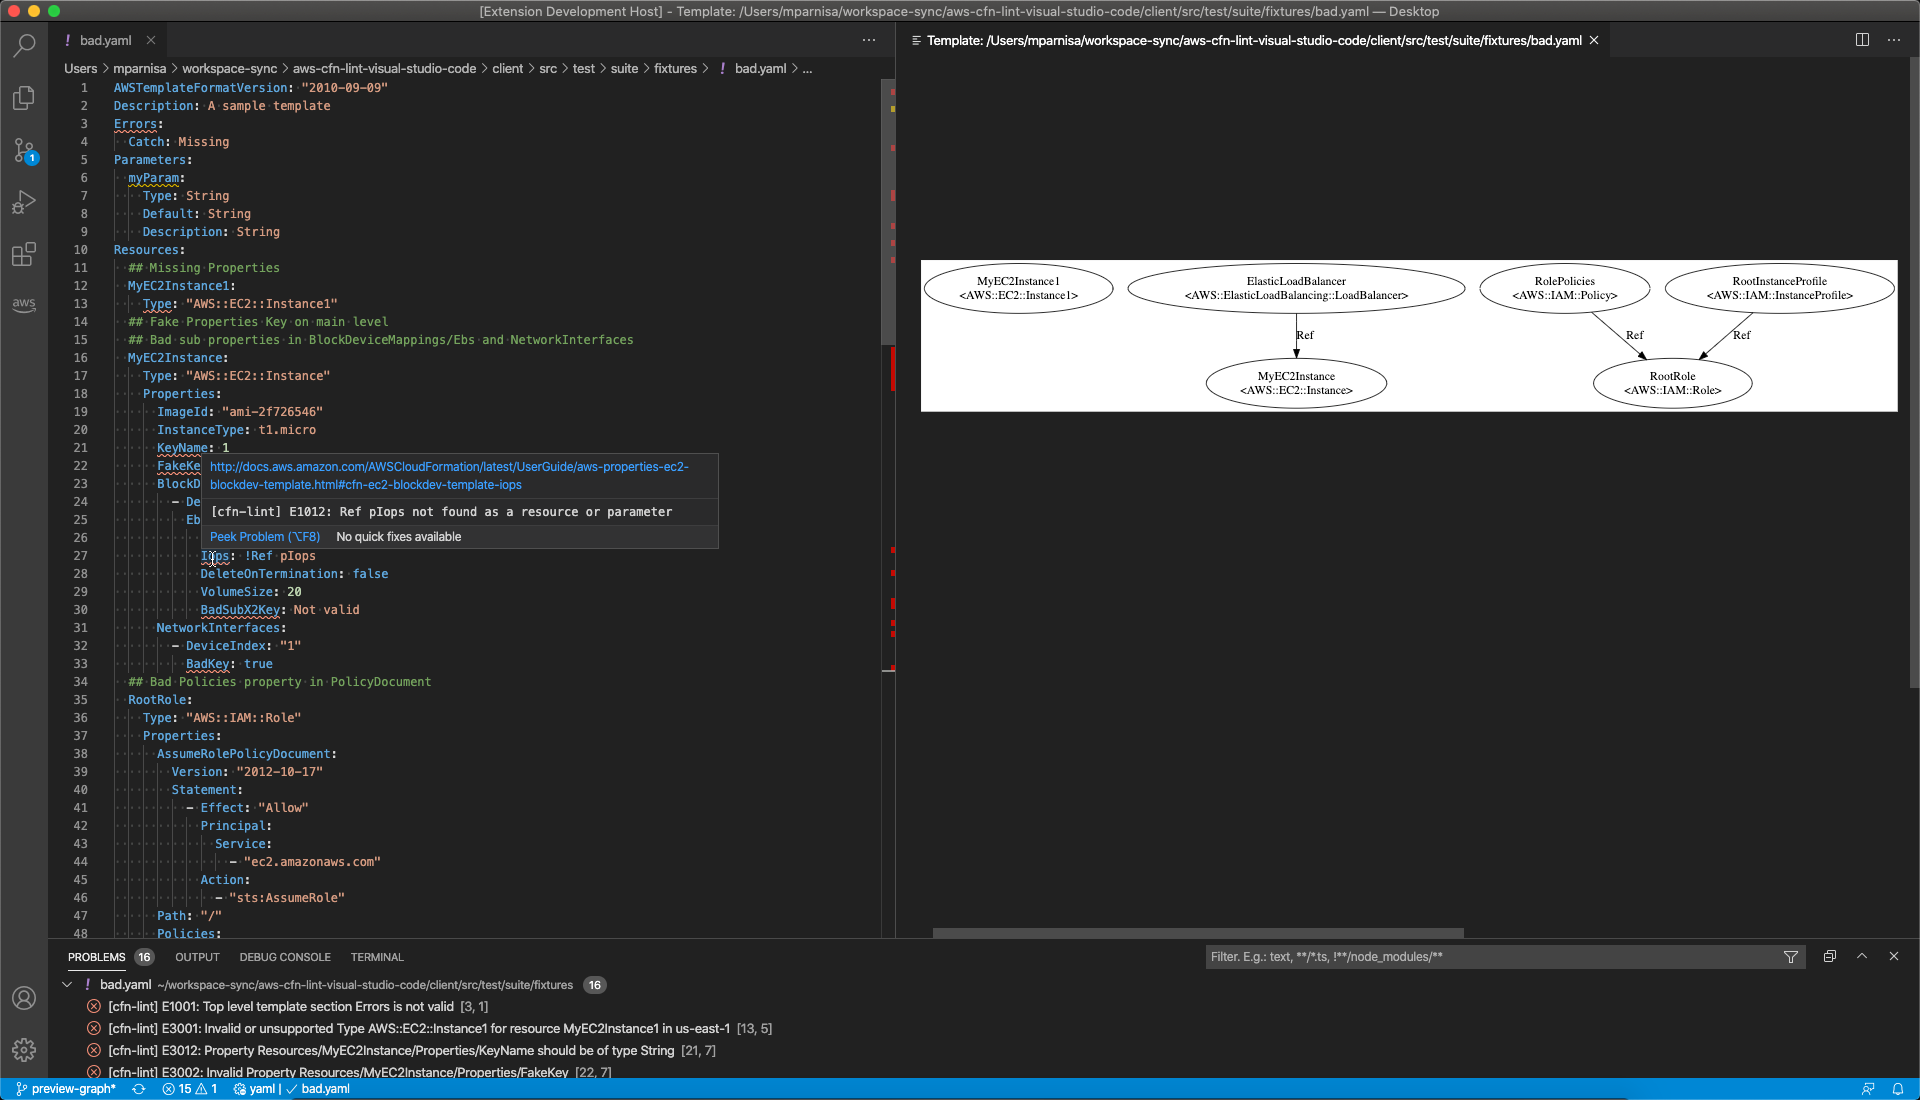 [Extension Development Host] - Template: /Users/mparnisa/workspace-sync/aws-cfn-lint-visual-studio-code/client/src/test/suite/fixtures/bad.yaml — Desktop
! bad.yaml
Users > mparnisa > workspace-sync > aws-cfn-lint-visual-studio-code > client > src > test > suite > fixtures > ! bad.yaml > ...
1 AWSTemplateFormatVersion: "2010-09-09"
2 Description: A sample template
3 Errors:
4 Catch: Missing
5 Parameters:
6 myParam:
7 Type: String
8 Default: String
9 Description: String
10 Resources:
11 ## Missing Properties
12 MyEC2Instance1:
13 Type: "AWS::EC2::Instance1"
14 ## Fake Properties Key on main level
15 ## Bad sub properties in BlockDeviceMappings/Ebs and NetworkInterfaces
16 MyEC2Instance:
17 Type: "AWS::EC2::Instance"
18 Properties:
19 ImageId: "ami-2f726546"
20 InstanceType: t1.micro
21 KeyName: 1
22 FakeKe
23 BlockD
24 - De
25 Eb
26
http://docs.aws.amazon.com/AWSCloudFormation/latest/UserGuide/aws-properties-ec2-
blockdev-template.html#cfn-ec2-blockdev-template-iops
[cfn-lint] E1012: Ref pIops not found as a resource or parameter
Peek Problem (⌥F8) No quick fixes available
27 Iops: !Ref pIops
28 DeleteOnTermination: false
29 VolumeSize: 20
30 BadSubX2Key: Not valid
31 NetworkInterfaces:
32 - DeviceIndex: "1"
33 BadKey: true
34 ## Bad Policies property in PolicyDocument
35 RootRole:
36 Type: "AWS::IAM::Role"
37 Properties:
38 AssumeRolePolicyDocument:
39 Version: "2012-10-17"
40 Statement:
41 - Effect: "Allow"
42 Principal:
43 Service:
44 - "ec2.amazonaws.com"
45 Action:
46 - "sts:AssumeRole"
47 Path: "/"
48 Policies:
1
aws
Template: /Users/mparnisa/workspace-sync/aws-cfn-lint-visual-studio-code/client/src/test/suite/fixtures/bad.yaml
MyEC2Instance1
<AWS::EC2::Instance1>
ElasticLoadBalancer
<AWS::ElasticLoadBalancing::LoadBalancer>
RolePolicies
<AWS::IAM::Policy>
RootInstanceProfile
<AWS::IAM::InstanceProfile>
Ref
Ref
Ref
MyEC2Instance
<AWS::EC2::Instance>
RootRole
<AWS::IAM::Role>
PROBLEMS 16 OUTPUT DEBUG CONSOLE TERMINAL
Filter. E.g.: text, **/*.ts, !**/node_modules/**
! bad.yaml ~/workspace-sync/aws-cfn-lint-visual-studio-code/client/src/test/suite/fixtures 16
[cfn-lint] E1001: Top level template section Errors is not valid [3, 1]
[cfn-lint] E3001: Invalid or unsupported Type AWS::EC2::Instance1 for resource MyEC2Instance1 in us-east-1 [13, 5]
[cfn-lint] E3012: Property Resources/MyEC2Instance/Properties/KeyName should be of type String [21, 7]
[cfn-lint] E3002: Invalid Property Resources/MyEC2Instance/Properties/FakeKey [22, 7]
preview-graph* 15 1 yaml | ✓ bad.yaml